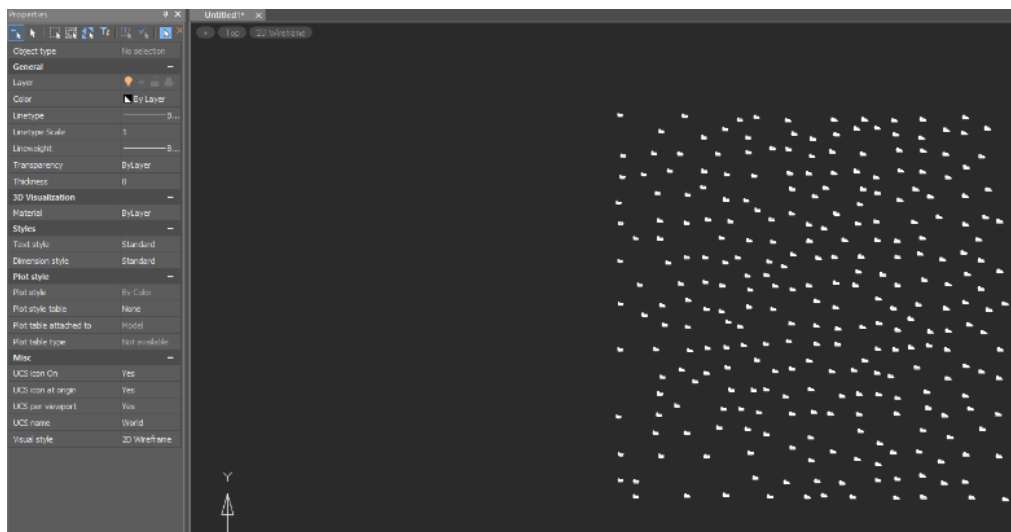 Properties
Untitled1*
+ Top 2D Wireframe
Object type No selection
General
Layer
Color By Layer
Linetype B...
Linetype Scale 1
Lineweight B...
Transparency ByLayer
Thickness 0
3D Visualization
Material ByLayer
Styles
Text style Standard
Dimension style Standard
Plot style
Plot style By Color
Plot style table None
Plot table attached to Model
Plot table type Not available
Misc
UCS icon On Yes
UCS icon at origin Yes
UCS per viewport Yes
UCS name World
Visual style 2D Wireframe
Y